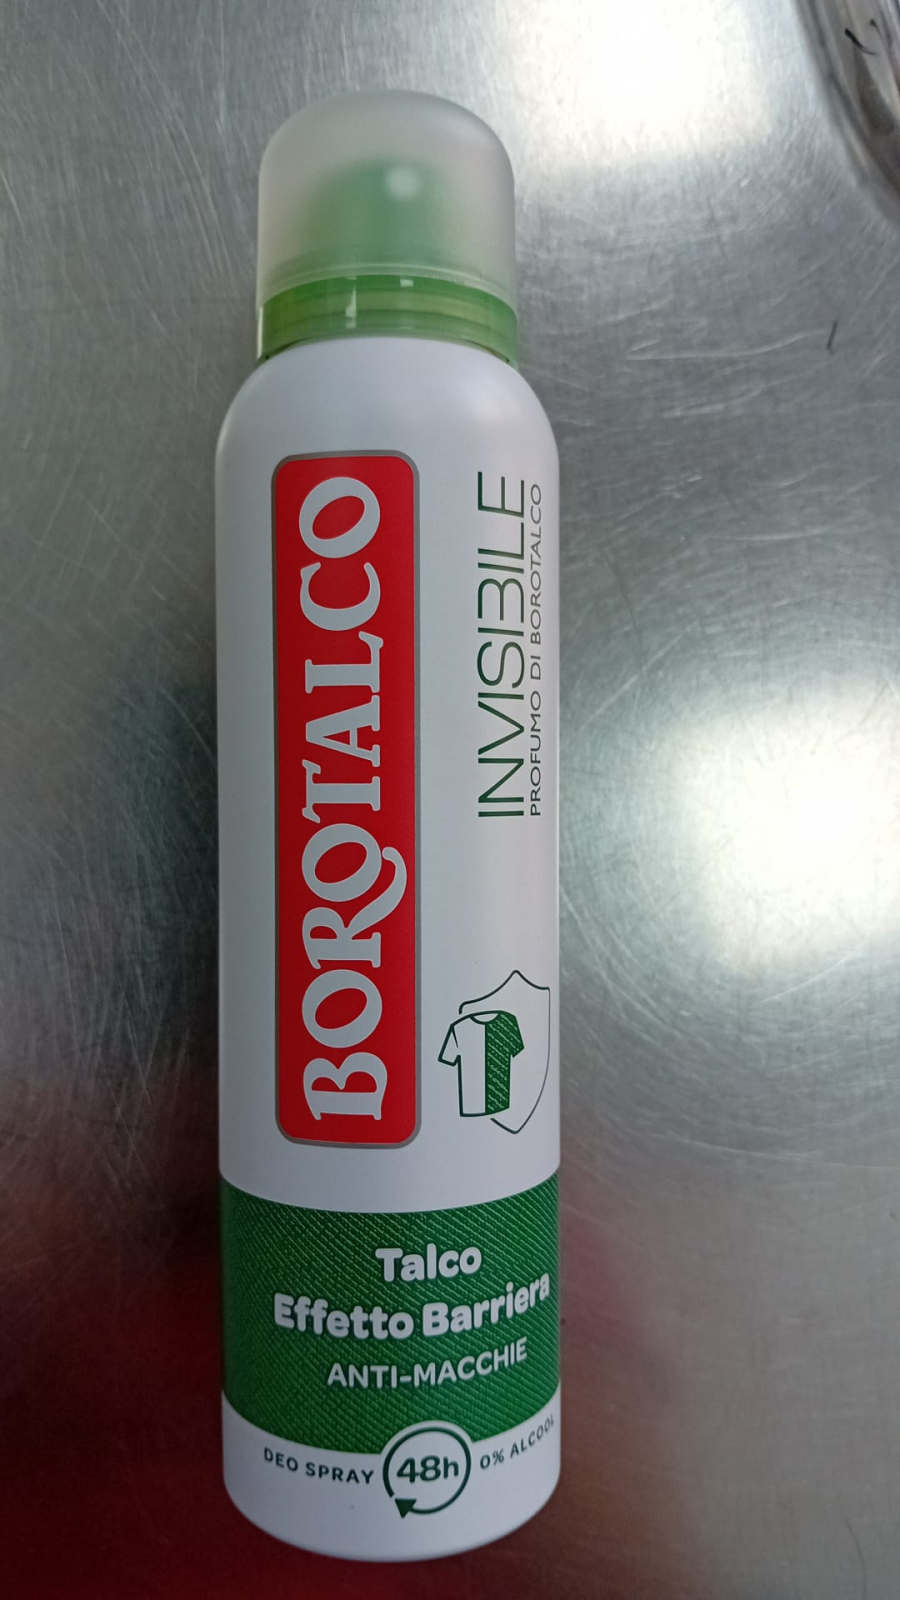 BOROTALCO
INVISIBILE
PROFUMO DI BOROTALCO
Talco
Effetto Barriera
ANTI-MACCHIE
DEO SPRAY 48h 0% ALCOOL